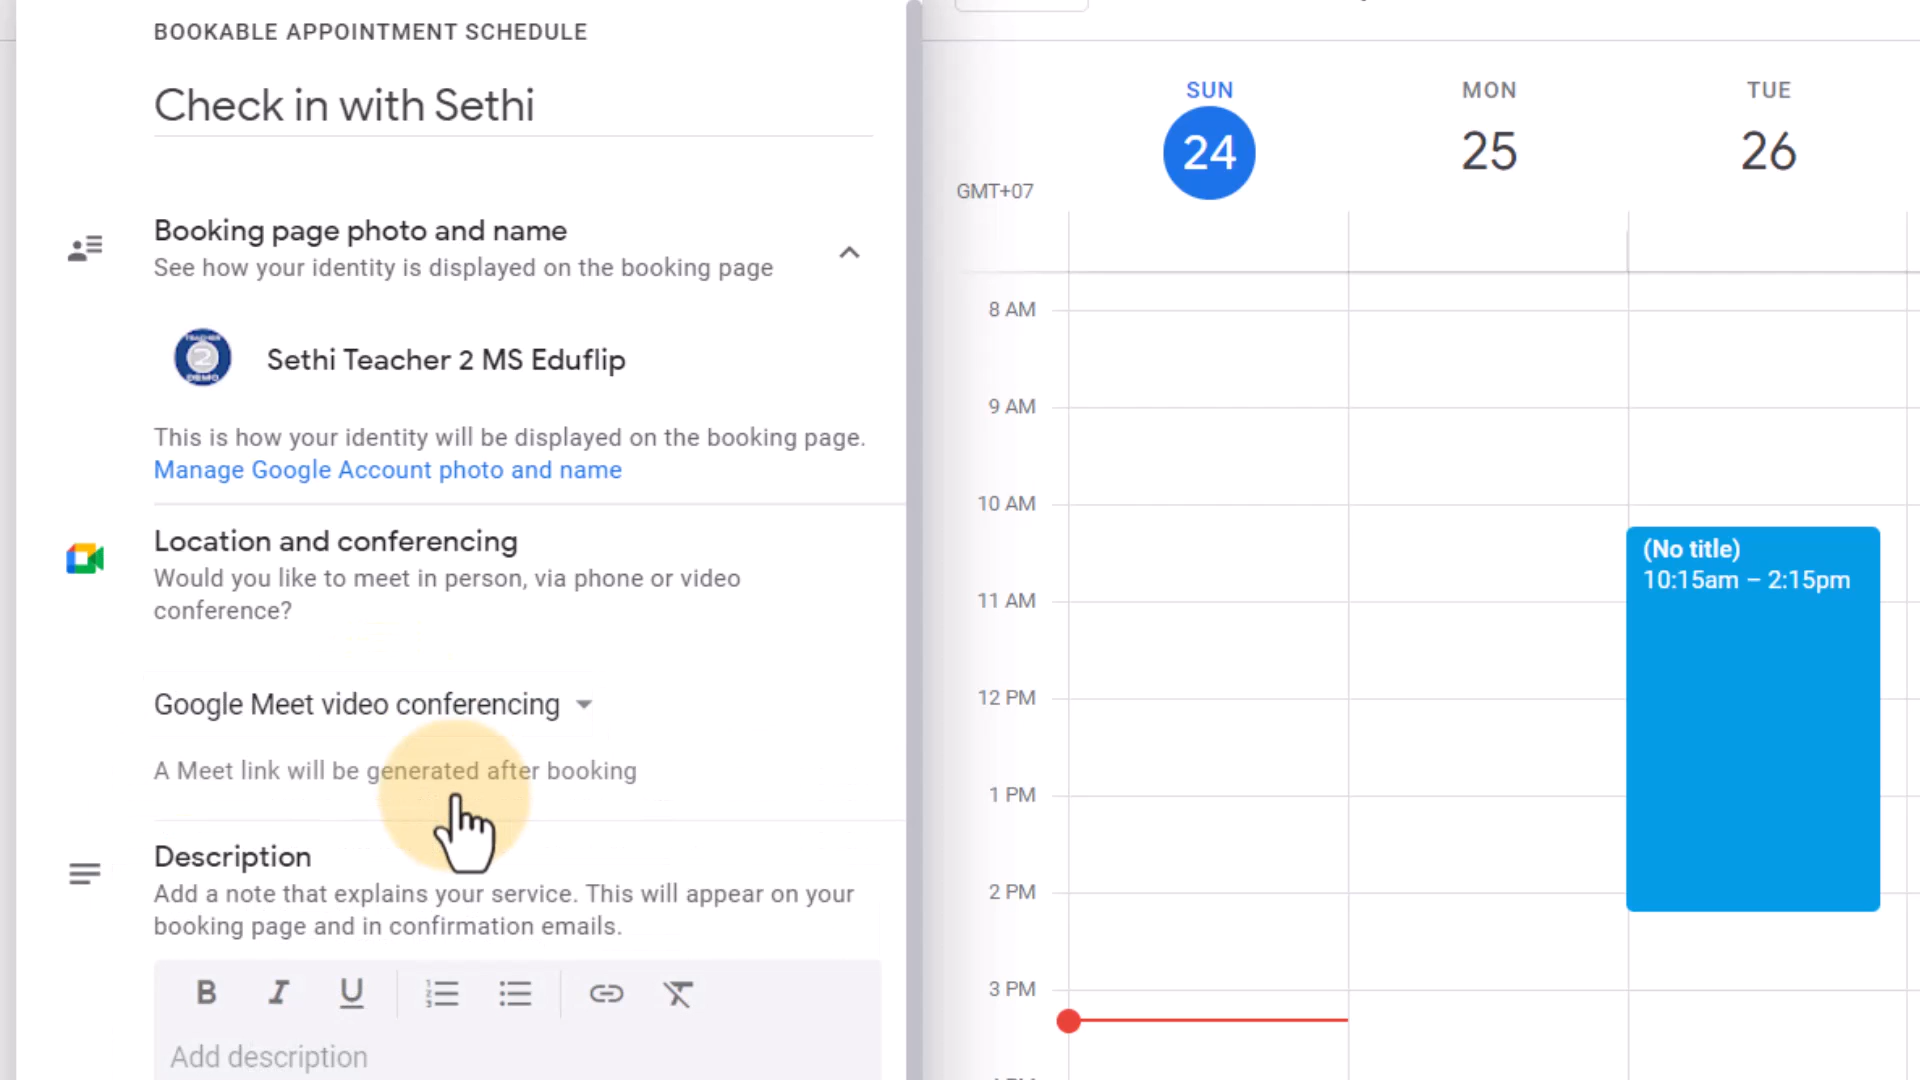 BOOKABLE APPOINTMENT SCHEDULE
Check in with Sethi
Booking page photo and name
See how your identity is displayed on the booking page
TEACHER
2
DEMO
Sethi Teacher 2 MS Eduflip
This is how your identity will be displayed on the booking page.
Manage Google Account photo and name
Location and conferencing
Would you like to meet in person, via phone or video
conference?
Google Meet video conferencing
A Meet link will be generated after booking
Description
Add a note that explains your service. This will appear on your
booking page and in confirmation emails.
B I U
Add description
SUN MON TUE
24 25 26
GMT+07
8 AM
9 AM
10 AM
(No title)
10:15am – 2:15pm
11 AM
12 PM
1 PM
2 PM
3 PM